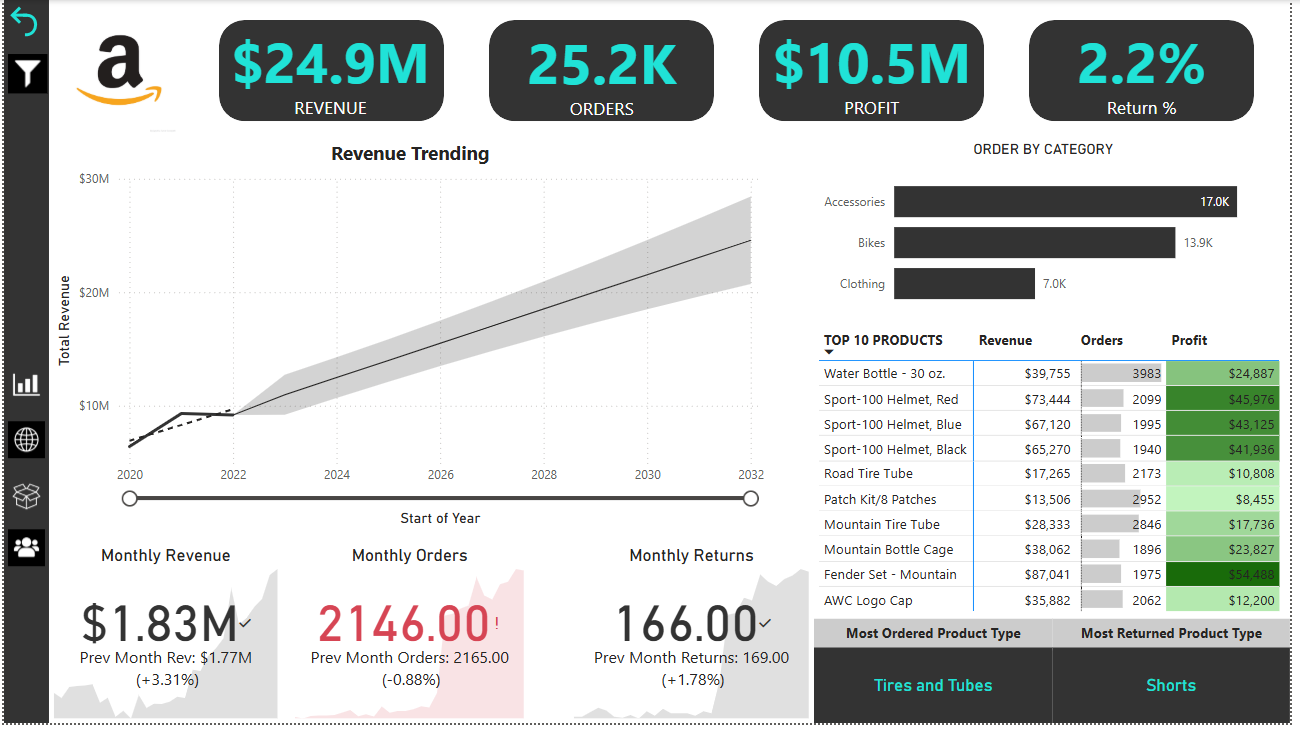 $24.9M
REVENUE
25.2K
ORDERS
$10.5M
PROFIT
2.2%
Return %
a
Revenue Trending
Total Revenue
$30M
$20M
$10M
2020 2022 2024 2026 2028 2030 2032
Start of Year
ORDER BY CATEGORY
Accessories 17.0K
Bikes 13.9K
Clothing 7.0K
TOP 10 PRODUCTS Revenue Orders Profit
Water Bottle - 30 oz. $39,755 3983 $24,887
Sport-100 Helmet, Red $73,444 2099 $45,976
Sport-100 Helmet, Blue $67,120 1995 $43,125
Sport-100 Helmet, Black $65,270 1940 $41,936
Road Tire Tube $17,265 2173 $10,808
Patch Kit/8 Patches $13,506 2952 $8,455
Mountain Tire Tube $28,333 2846 $17,736
Mountain Bottle Cage $38,062 1896 $23,827
Fender Set - Mountain $87,041 1975 $54,488
AWC Logo Cap $35,882 2062 $12,200
Monthly Revenue
$1.83M
Prev Month Rev: $1.77M
(+3.31%)
Monthly Orders
2146.00 !
Prev Month Orders: 2165.00
(-0.88%)
Monthly Returns
166.00
Prev Month Returns: 169.00
(+1.78%)
Most Ordered Product Type Most Returned Product Type
Tires and Tubes Shorts